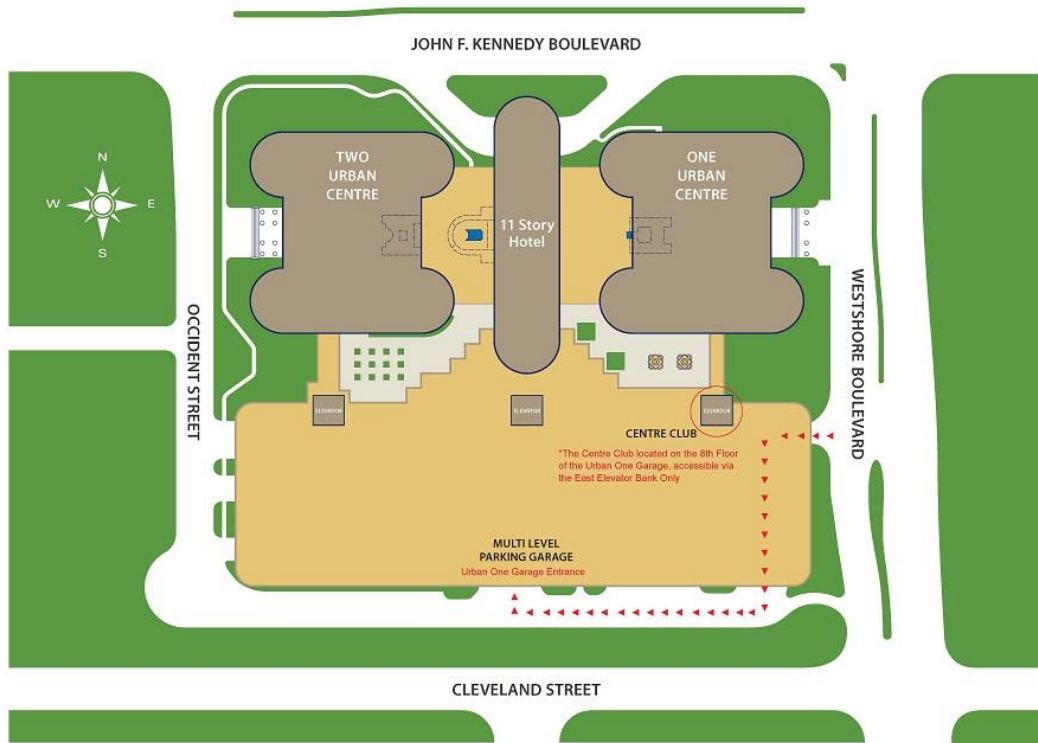 JOHN F. KENNEDY BOULEVARD
TWO
URBAN
CENTRE
ONE
URBAN
CENTRE
11 Story
Hotel
N
W
E
S
OCCIDENT STREET
WESTSHORE BOULEVARD
ELEVATOR
ELEVATOR
ELEVATOR
CENTRE CLUB
*The Centre Club located on the 8th Floor
of the Urban One Garage, accessible via
the East Elevator Bank Only
MULTI LEVEL
PARKING GARAGE
Urban One Garage Entrance
CLEVELAND STREET